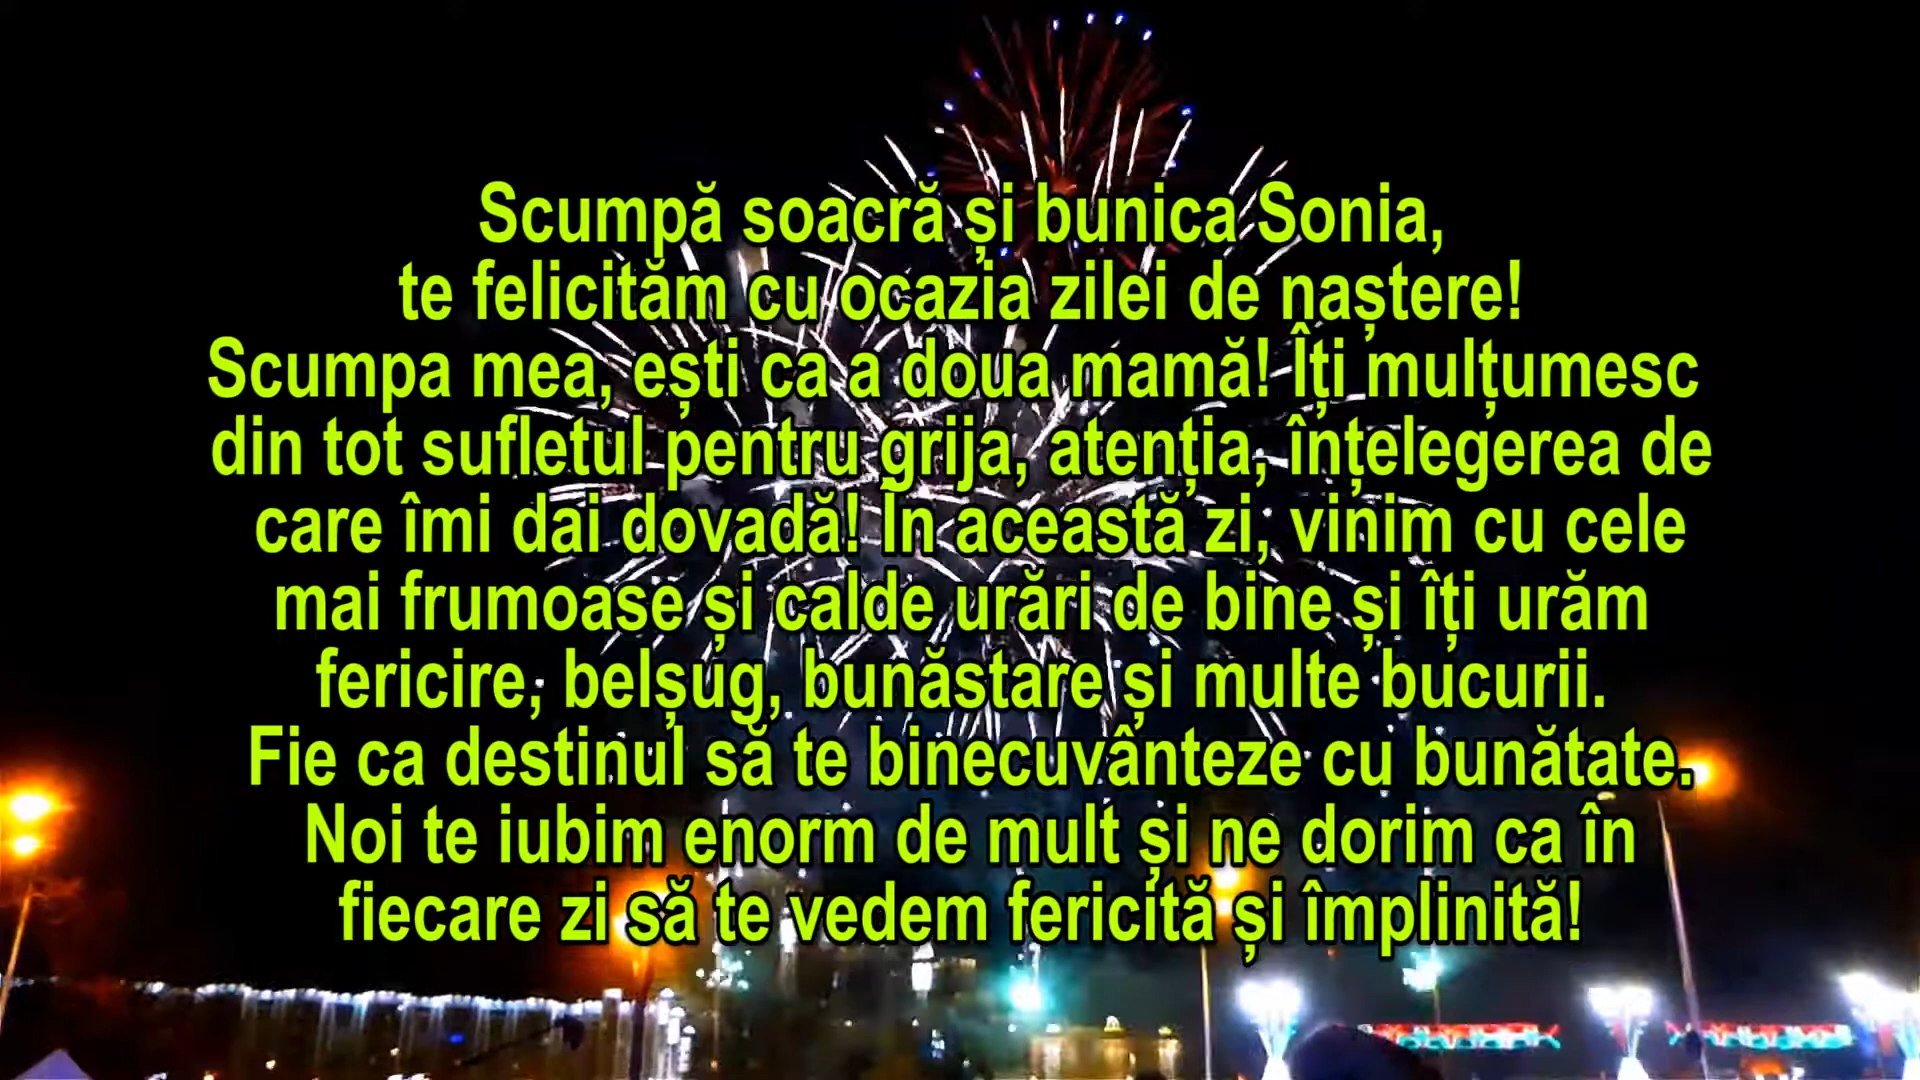 Scumpă soacră și bunica Sonia,
te felicităm cu ocazia zilei de naștere!
Scumpa mea, ești ca a doua mamă! Îți mulțumesc
din tot sufletul pentru grija, atenția, înțelegerea de
care îmi dai dovadă! În această zi, vinim cu cele
mai frumoase și calde urări de bine și îți urăm
fericire, belșug, bunăstare și multe bucurii.
Fie ca destinul să te binecuvânteze cu bunătate.
Noi te iubim enorm de mult și ne dorim ca în
fiecare zi să te vedem fericită și împlinită!